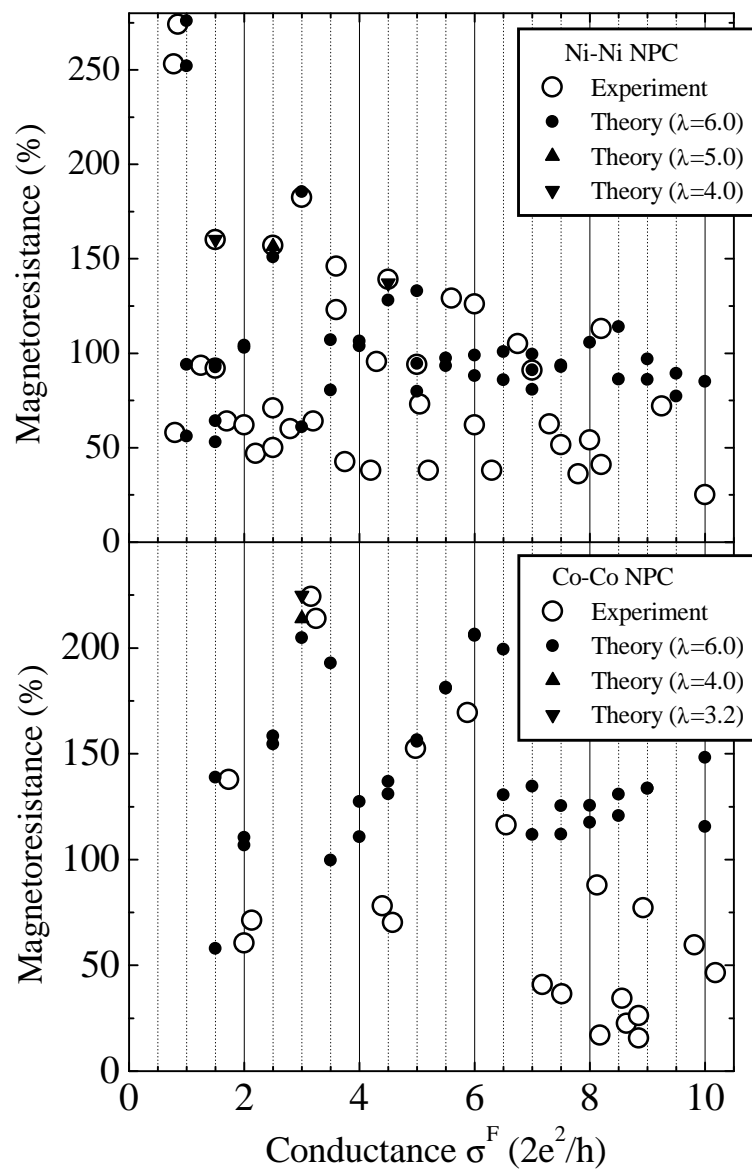 Ni-Ni NPC
Experiment
Theory (λ=6.0)
Theory (λ=5.0)
Theory (λ=4.0)
250
200
150
100
50
0
Magnetoresistance (%)
Co-Co NPC
Experiment
Theory (λ=6.0)
Theory (λ=4.0)
Theory (λ=3.2)
200
150
100
50
0
Magnetoresistance (%)
0 2 4 6 8 10
Conductance σ^F (2e²/h)